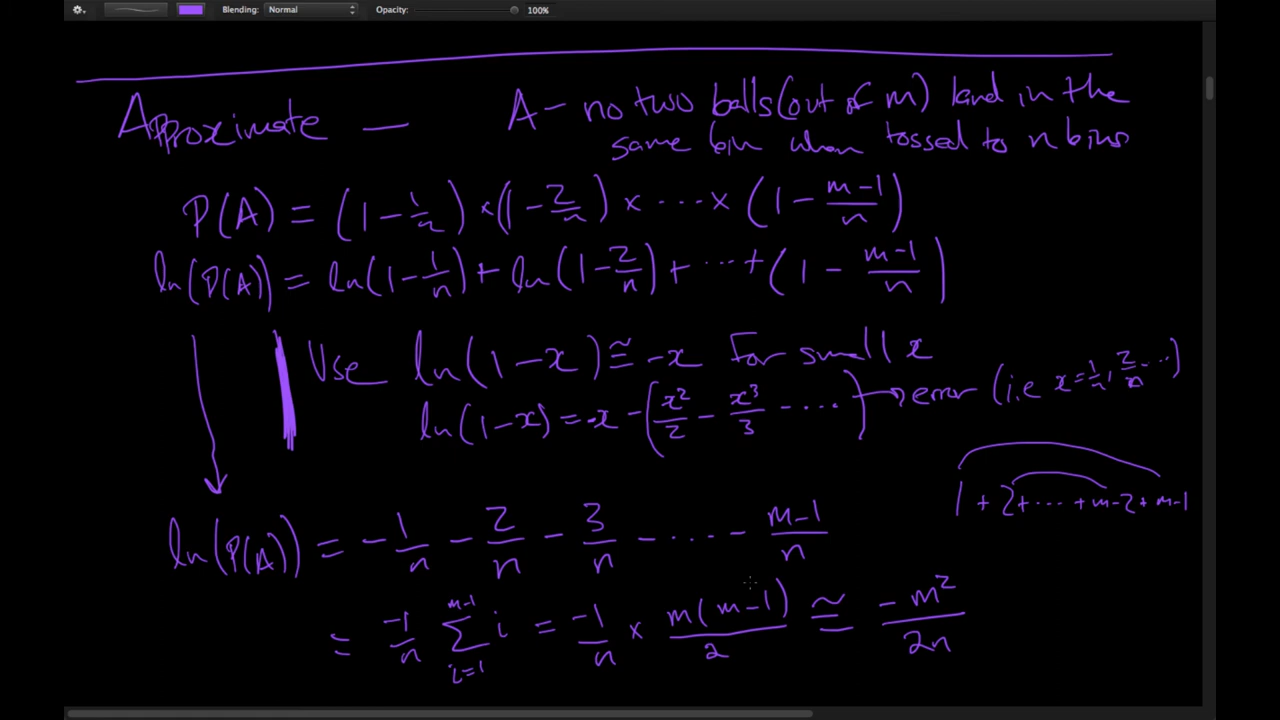 Blending: Normal Opacity: 100%
Approximate — A - no two balls (out of m) land in the
same bin when tossed to n bins
P(A) = (1 - 1/n) × (1 - 2/n) × ... × (1 - m-1/n)
ln(P(A)) = ln(1 - 1/n) + ln(1 - 2/n) + ... + (1 - m-1/n)
Use ln(1-x) ≅ -x For small x
ln(1-x) = -x - (x²/2 - x³/3 - ....) → error (i.e x = 1/n, 2/n ...)
1 + 2 + ... + m-2 + m-1
ln(P(A)) = - 1/n - 2/n - 3/n - ... - m-1/n
= -1/n ∑_{i=1}^{m-1} i = -1/n × m(m-1)/2 ≅ -m²/2n